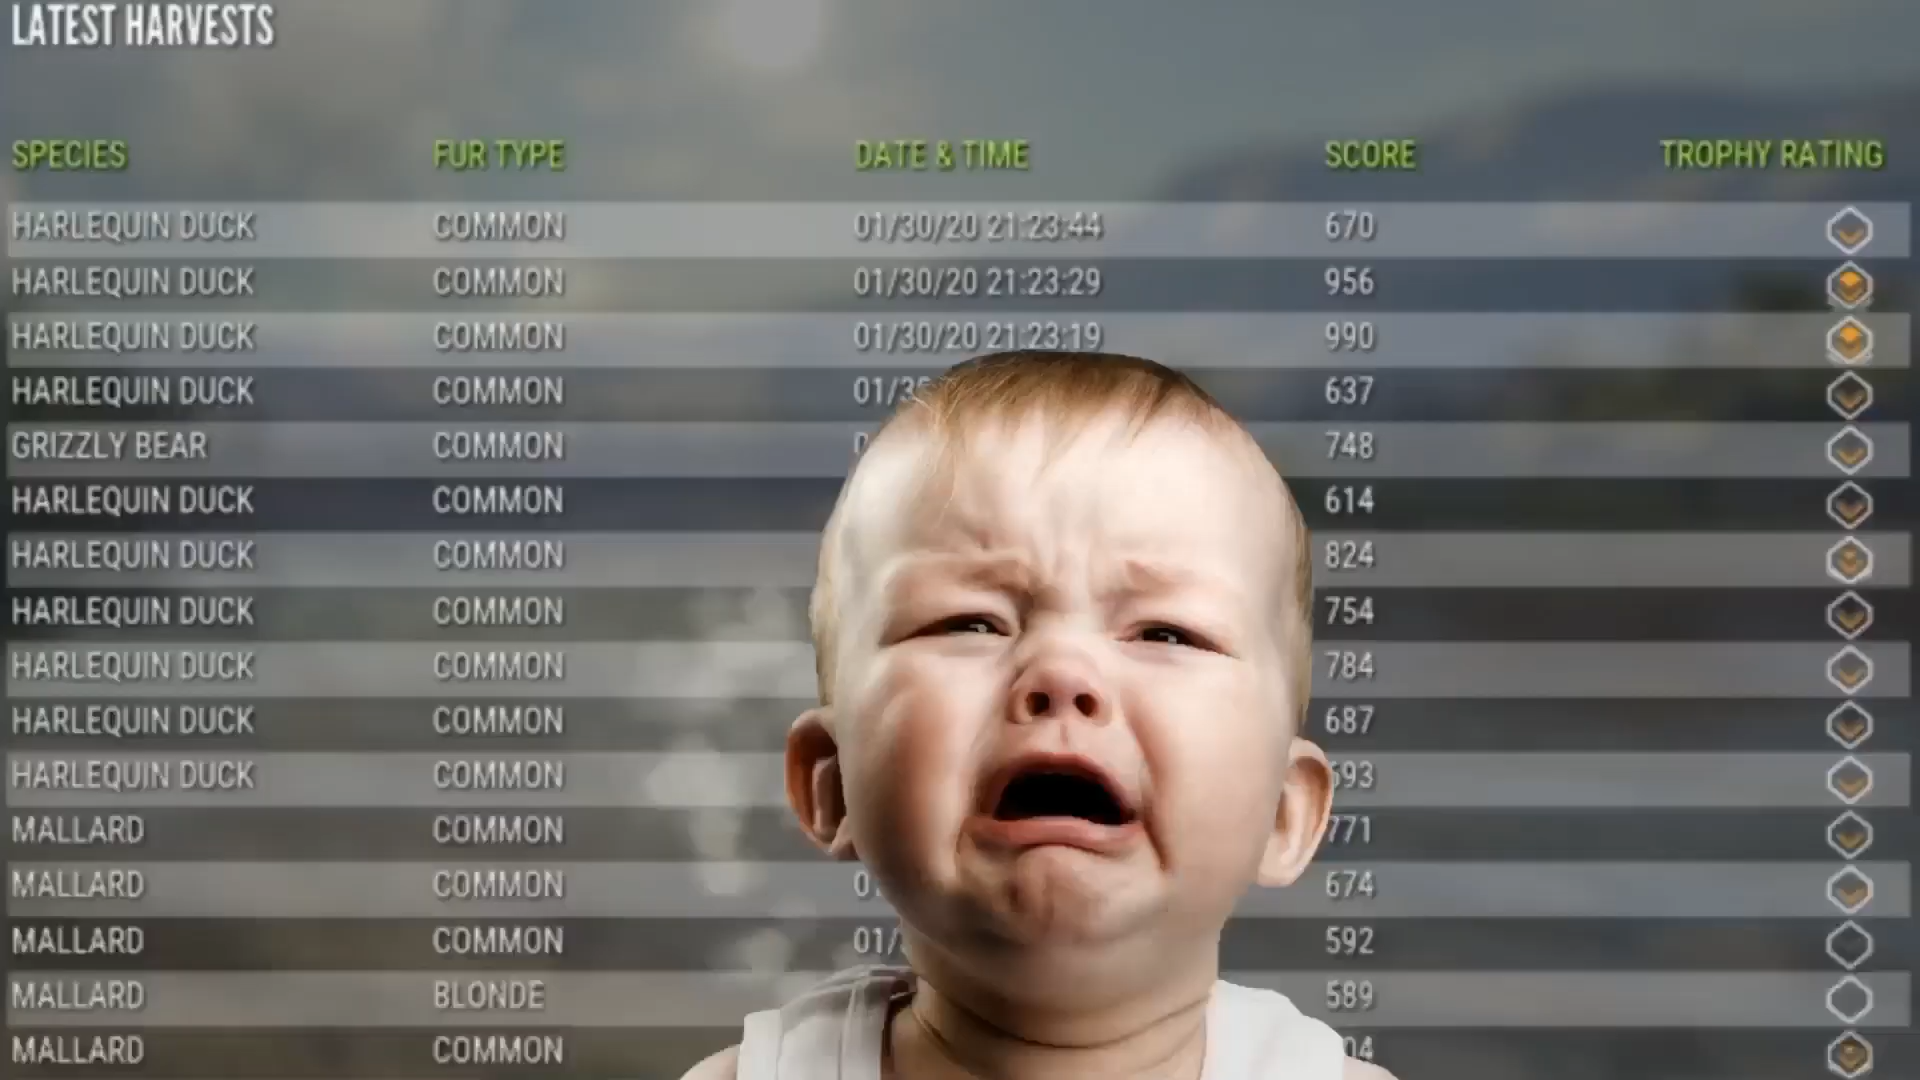 LATEST HARVESTS
SPECIES FUR TYPE DATE & TIME SCORE TROPHY RATING
HARLEQUIN DUCK COMMON 01/30/20 21:23:44 670
HARLEQUIN DUCK COMMON 01/30/20 21:23:29 956
HARLEQUIN DUCK COMMON 01/30/20 21:23:19 990
HARLEQUIN DUCK COMMON 637
GRIZZLY BEAR COMMON 748
HARLEQUIN DUCK COMMON 614
HARLEQUIN DUCK COMMON 824
HARLEQUIN DUCK COMMON 754
HARLEQUIN DUCK COMMON 784
HARLEQUIN DUCK COMMON 687
HARLEQUIN DUCK COMMON
MALLARD COMMON 771
MALLARD COMMON 674
MALLARD COMMON 592
MALLARD BLONDE 589
MALLARD COMMON